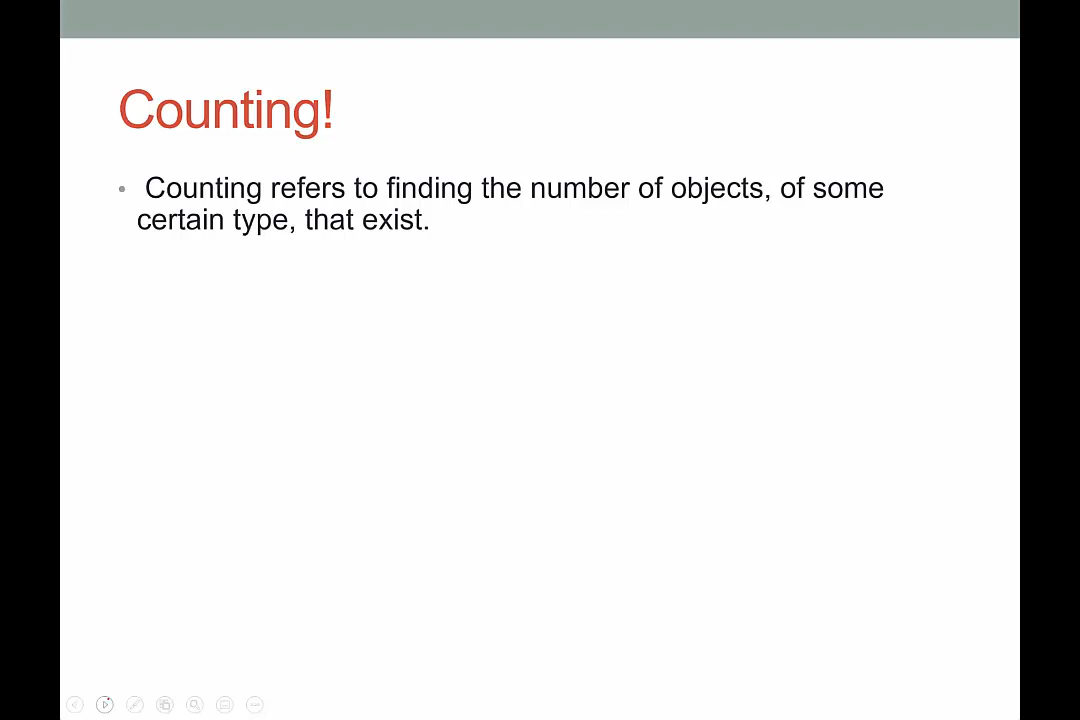 Counting!
• Counting refers to finding the number of objects, of some
certain type, that exist.